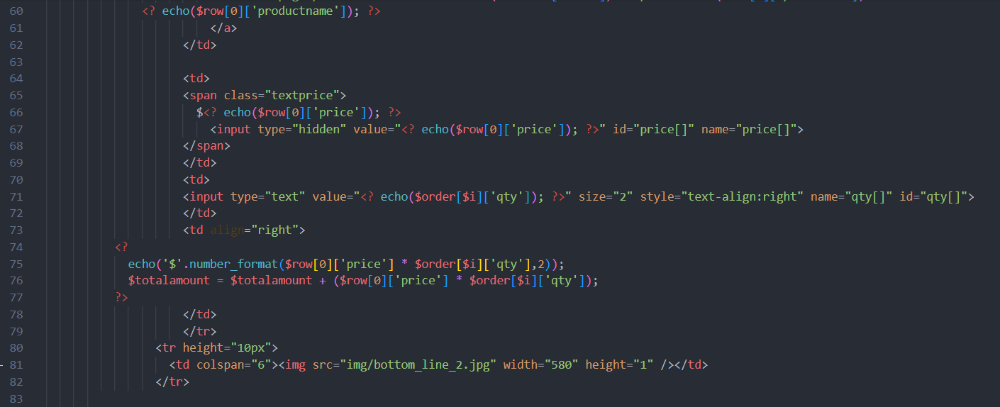 60 <? echo($row[0]['productname']); ?>
61 </a>
62 </td>
63
64 <td>
65 <span class="textprice">
66 $<? echo($row[0]['price']); ?>
67 <input type="hidden" value="<? echo($row[0]['price']); ?>" id="price[]" name="price[]">
68 </span>
69 </td>
70 <td>
71 <input type="text" value="<? echo($order[$i]['qty']); ?>" size="2" style="text-align:right" name="qty[]" id="qty[]">
72 </td>
73 <td align="right">
74 <?
75 echo('$'.number_format($row[0]['price'] * $order[$i]['qty'],2));
76 $totalamount = $totalamount + ($row[0]['price'] * $order[$i]['qty']);
77 ?>
78 </td>
79 </tr>
80 <tr height="10px">
81 <td colspan="6"><img src="img/bottom_line_2.jpg" width="580" height="1" /></td>
82 </tr>
83